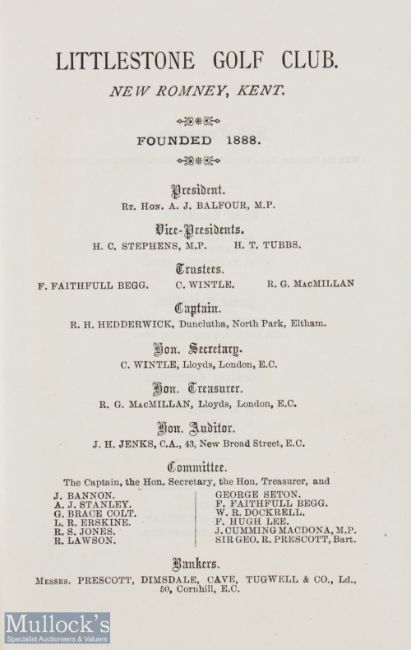 LITTLESTONE GOLF CLUB.
NEW ROMNEY, KENT.
FOUNDED 1888.
President.
RT. HON. A. J. BALFOUR, M.P.
Vice-Presidents.
H. C. STEPHENS, M.P. H. T. TUBBS.
Trustees.
F. FAITHFULL BEGG. C. WINTLE. R. G. MACMILLAN
Captain.
R. H. HEDDERWICK, Dunclutha, North Park, Eltham.
Hon. Secretary.
C. WINTLE, Lloyds, London, E.C.
Hon. Treasurer.
R. G. MACMILLAN, Lloyds, London, E.C.
Hon. Auditor.
J. H. JENKS, C.A., 43, New Broad Street, E.C.
Committee.
The Captain, the Hon. Secretary, the Hon. Treasurer, and
J. BANNON.
A. J. STANLEY.
G. BRACE COLT.
L. R. ERSKINE.
R. S. JONES.
R. LAWSON.
GEORGE SETON.
F. FAITHFULL BEGG.
W. R. DOCKRELL.
F. HUGH LEE.
J. CUMMING MACDONA, M.P.
SIR GEO. R. PRESCOTT, Bart.
Bankers.
MESSRS. PRESCOTT, DIMSDALE, CAVE, TUGWELL & CO., Ld.,
50, Cornhill, E.C.
Mullock's
Specialist Auctioneers & Valuers